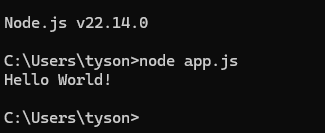 Node.js v22.14.0
C:\Users\tyson>node app.js
Hello World!
C:\Users\tyson>